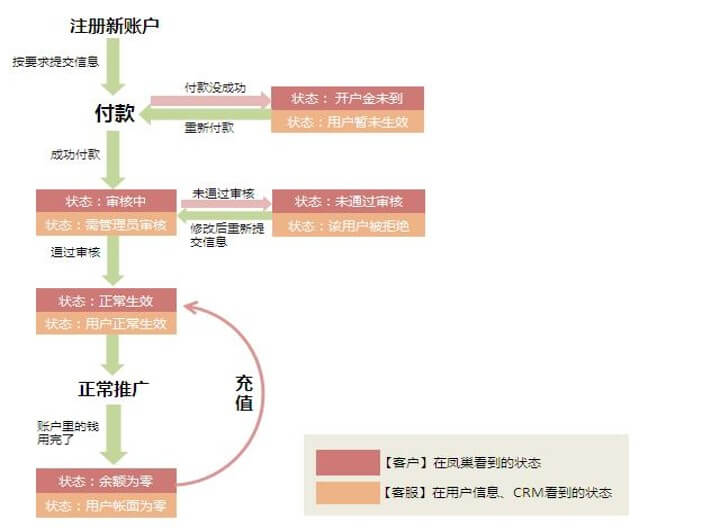 注册新账户
按要求提交信息
付款没成功
状态： 开户金未到
付款
状态：用户暂未生效
重新付款
成功付款
未通过审核
状态：审核中
状态：未通过审核
状态：需管理员审核
修改后重新提
交信息
状态：该用户被拒绝
通过审核
状态：正常生效
状态：用户正常生效
正常推广
充
值
账户里的钱
用完了
【客户】在凤巢看到的状态
状态：余额为零
【客服】在用户信息、CRM看到的状态
状态：用户帐面为零